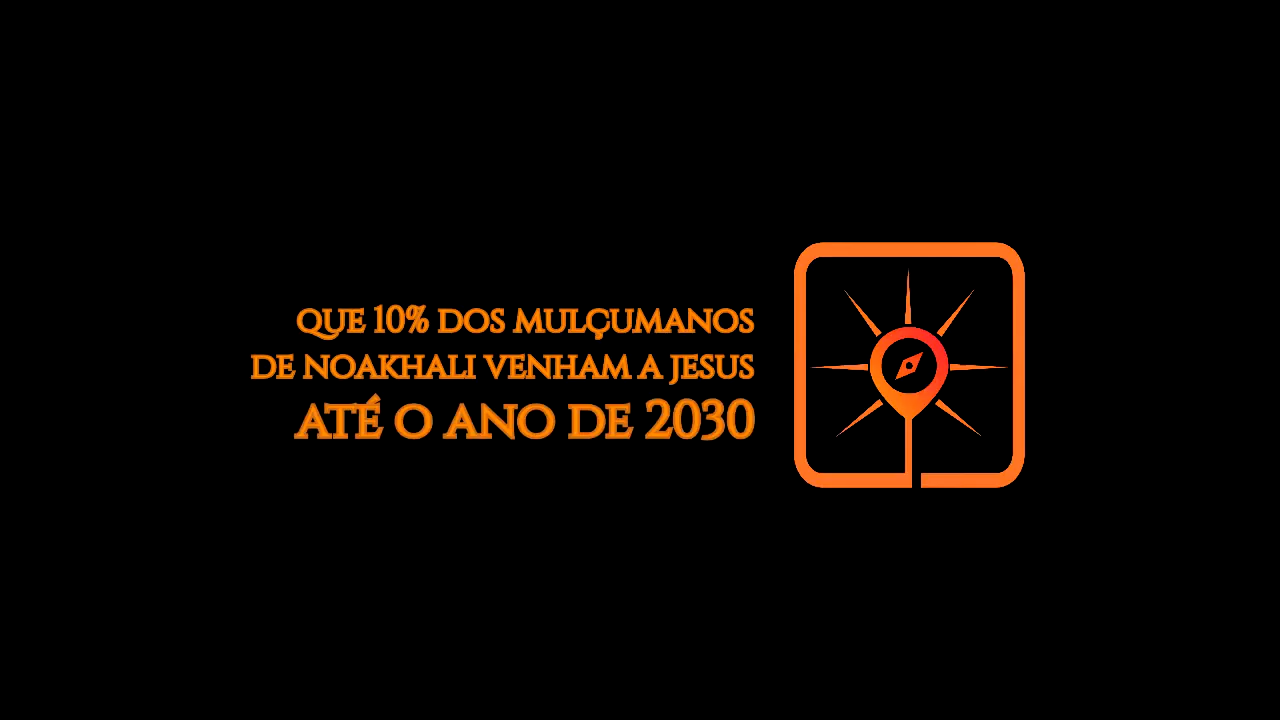 QUE 10% DOS MULÇUMANOS
DE NOAKHALI VENHAM A JESUS
ATÉ O ANO DE 2030